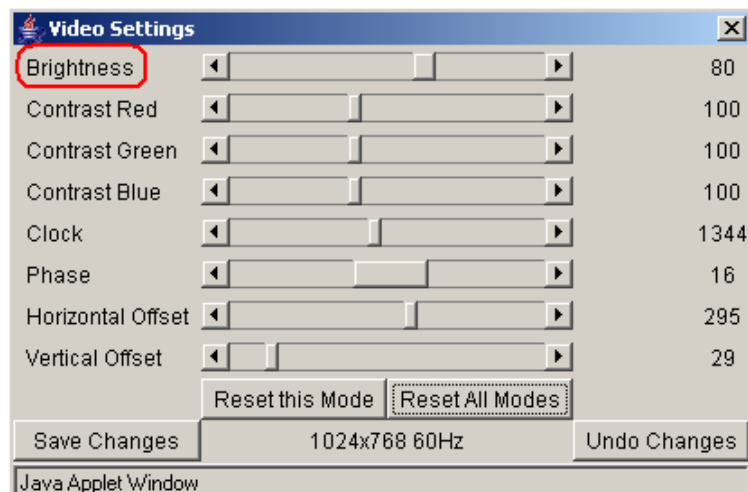 Video Settings
Brightness 80
Contrast Red 100
Contrast Green 100
Contrast Blue 100
Clock 1344
Phase 16
Horizontal Offset 295
Vertical Offset 29
Reset this Mode Reset All Modes
Save Changes 1024x768 60Hz Undo Changes
Java Applet Window